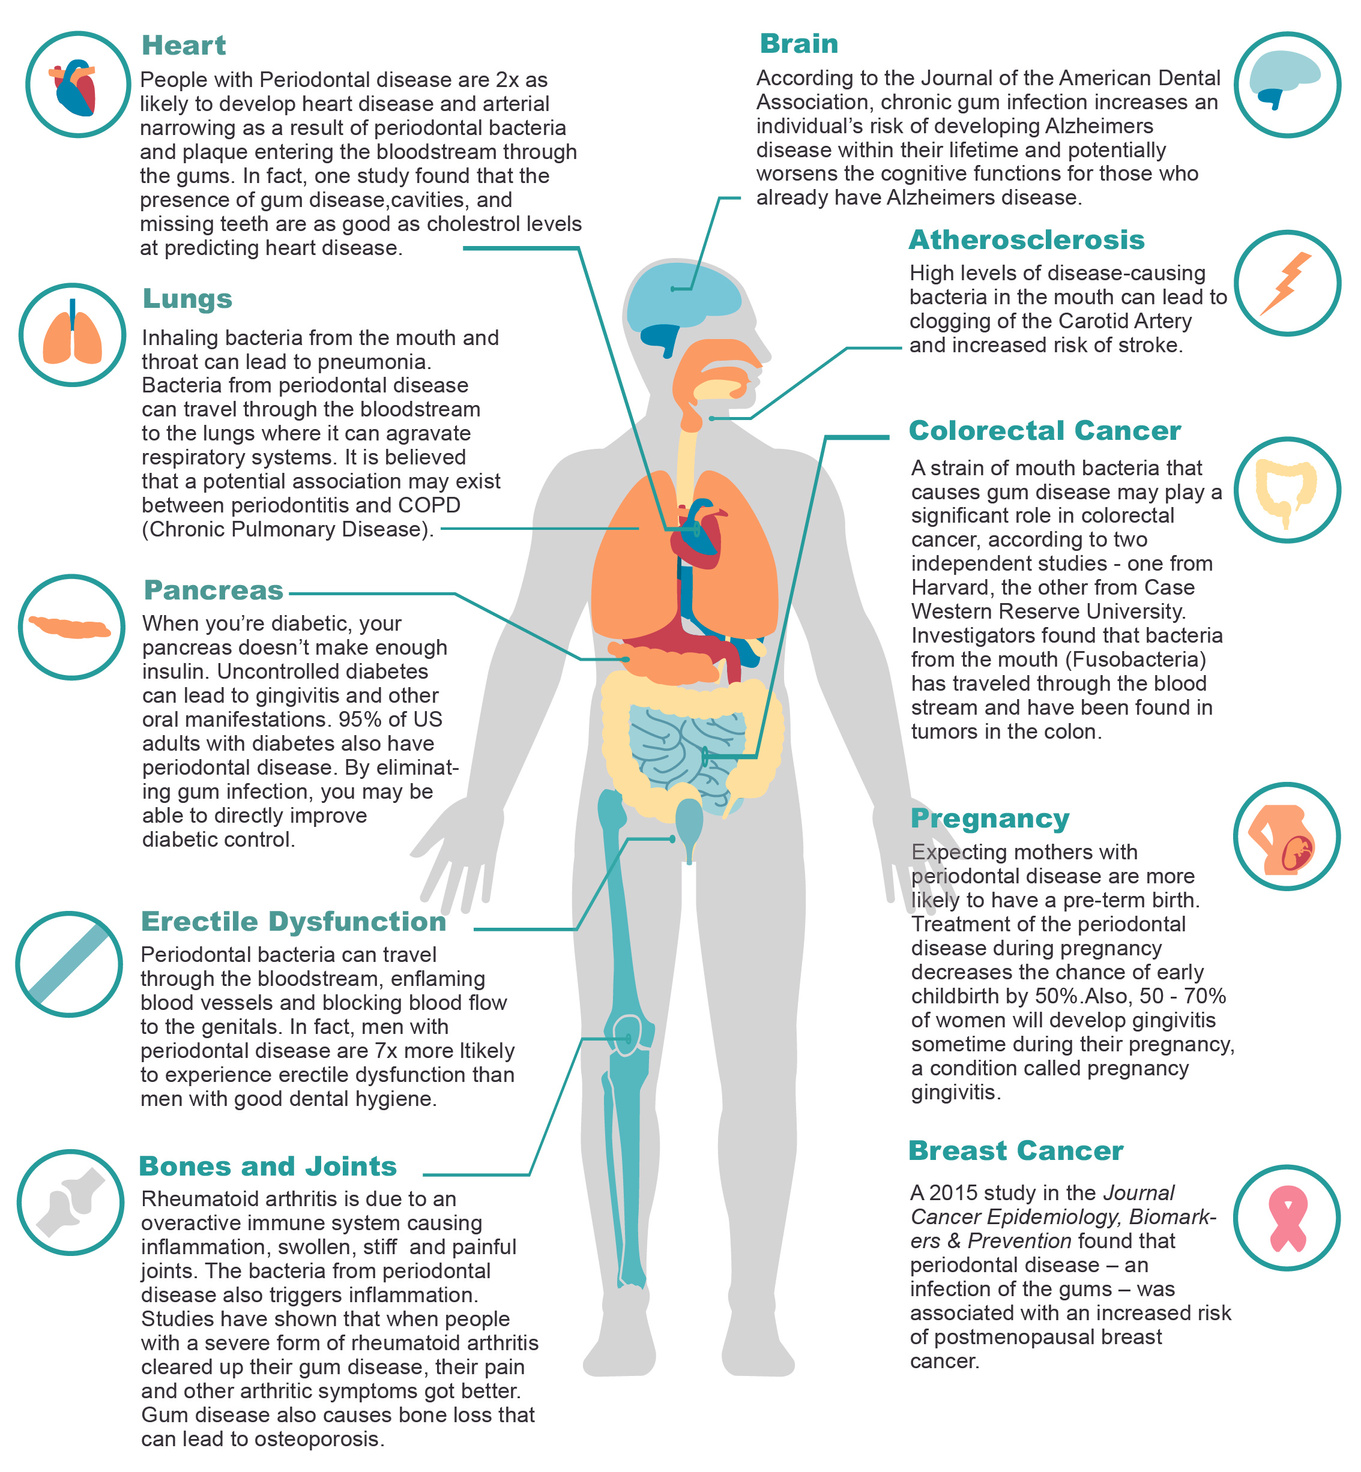 Heart
People with Periodontal disease are 2x as
likely to develop heart disease and arterial
narrowing as a result of periodontal bacteria
and plaque entering the bloodstream through
the gums. In fact, one study found that the
presence of gum disease,cavities, and
missing teeth are as good as cholestrol levels
at predicting heart disease.
Lungs
Inhaling bacteria from the mouth and
throat can lead to pneumonia.
Bacteria from periodontal disease
can travel through the bloodstream
to the lungs where it can agravate
respiratory systems. It is believed
that a potential association may exist
between periodontitis and COPD
(Chronic Pulmonary Disease).
Pancreas
When you're diabetic, your
pancreas doesn't make enough
insulin. Uncontrolled diabetes
can lead to gingivitis and other
oral manifestations. 95% of US
adults with diabetes also have
periodontal disease. By eliminat-
ing gum infection, you may be
able to directly improve
diabetic control.
Erectile Dysfunction
Periodontal bacteria can travel
through the bloodstream, enflaming
blood vessels and blocking blood flow
to the genitals. In fact, men with
periodontal disease are 7x more ltikely
to experience erectile dysfunction than
men with good dental hygiene.
Bones and Joints
Rheumatoid arthritis is due to an
overactive immune system causing
inflammation, swollen, stiff  and painful
joints. The bacteria from periodontal
disease also triggers inflammation.
Studies have shown that when people
with a severe form of rheumatoid arthritis
cleared up their gum disease, their pain
and other arthritic symptoms got better.
Gum disease also causes bone loss that
can lead to osteoporosis.
Brain
According to the Journal of the American Dental
Association, chronic gum infection increases an
individual's risk of developing Alzheimers
disease within their lifetime and potentially
worsens the cognitive functions for those who
already have Alzheimers disease.
Atherosclerosis
High levels of disease-causing
bacteria in the mouth can lead to
clogging of the Carotid Artery
and increased risk of stroke.
Colorectal Cancer
A strain of mouth bacteria that
causes gum disease may play a
significant role in colorectal
cancer, according to two
independent studies - one from
Harvard, the other from Case
Western Reserve University.
Investigators found that bacteria
from the mouth (Fusobacteria)
has traveled through the blood
stream and have been found in
tumors in the colon.
Pregnancy
Expecting mothers with
periodontal disease are more
likely to have a pre-term birth.
Treatment of the periodontal
disease during pregnancy
decreases the chance of early
childbirth by 50%.Also, 50 - 70%
of women will develop gingivitis
sometime during their pregnancy,
a condition called pregnancy
gingivitis.
Breast Cancer
A 2015 study in the Journal
Cancer Epidemiology, Biomark-
ers & Prevention found that
periodontal disease – an
infection of the gums – was
associated with an increased risk
of postmenopausal breast
cancer.